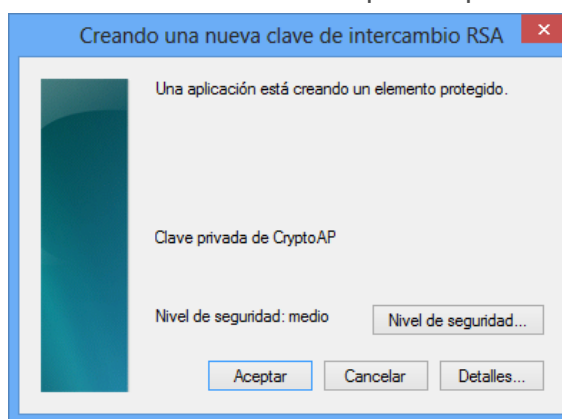 Creando una nueva clave de intercambio RSA
Una aplicación está creando un elemento protegido.
Clave privada de CryptoAP
Nivel de seguridad: medio
Nivel de seguridad...
Aceptar
Cancelar
Detalles...